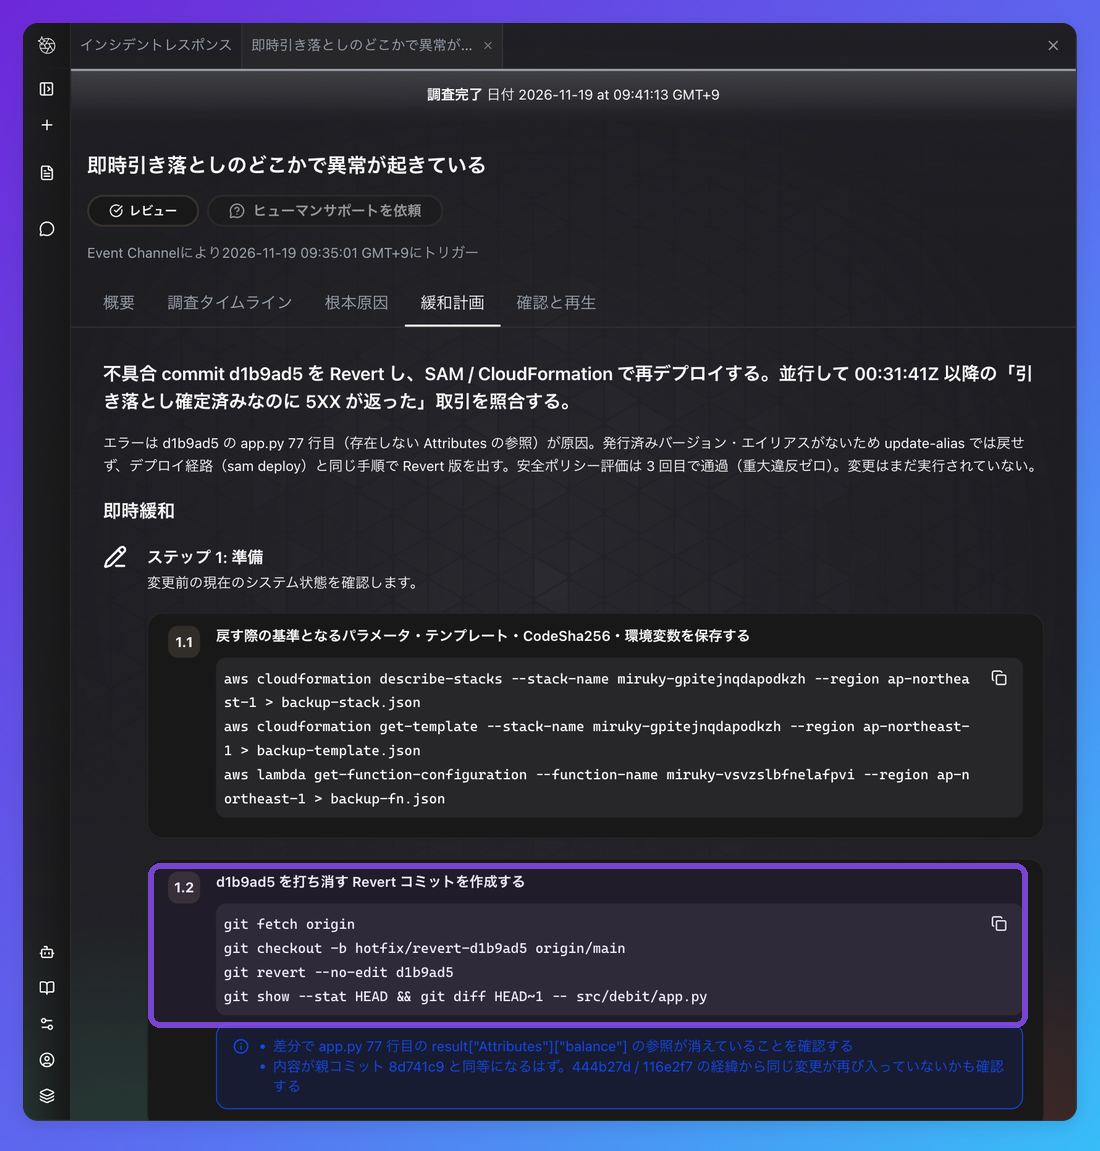 インシデントレスポンス
即時引き落としのどこかで異常が...
調査完了 日付 2026-11-19 at 09:41:13 GMT+9
即時引き落としのどこかで異常が起きている
レビュー
ヒューマンサポートを依頼
Event Channelにより2026-11-19 09:35:01 GMT+9にトリガー
概要
調査タイムライン
根本原因
緩和計画
確認と再生
不具合 commit d1b9ad5 を Revert し、SAM / CloudFormation で再デプロイする。並行して 00:31:41Z 以降の「引
き落とし確定済みなのに 5XX が返った」取引を照合する。
エラーは d1b9ad5 の app.py 77 行目（存在しない Attributes の参照）が原因。発行済みバージョン・エイリアスがないため update-alias では戻せ
ず、デプロイ経路（sam deploy）と同じ手順で Revert 版を出す。安全ポリシー評価は 3 回目で通過（重大違反ゼロ）。変更はまだ実行されていない。
即時緩和
ステップ 1: 準備
変更前の現在のシステム状態を確認します。
1.1
戻す際の基準となるパラメータ・テンプレート・CodeSha256・環境変数を保存する
aws cloudformation describe-stacks --stack-name miruky-gpitejnqdapodkzh --region ap-northea
st-1 > backup-stack.json
aws cloudformation get-template --stack-name miruky-gpitejnqdapodkzh --region ap-northeast-
1 > backup-template.json
aws lambda get-function-configuration --function-name miruky-vsvzslbfnelafpvi --region ap-n
ortheast-1 > backup-fn.json
1.2
d1b9ad5 を打ち消す Revert コミットを作成する
git fetch origin
git checkout -b hotfix/revert-d1b9ad5 origin/main
git revert --no-edit d1b9ad5
git show --stat HEAD && git diff HEAD~1 -- src/debit/app.py
• 差分で app.py 77 行目の result["Attributes"]["balance"] の参照が消えていることを確認する
• 内容が親コミット 8d741c9 と同等になるはず。444b27d / 116e2f7 の経緯から同じ変更が再び入っていないかも確認
する